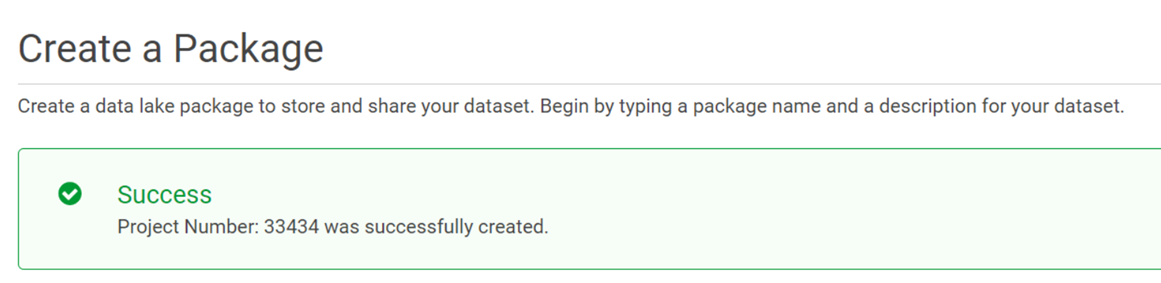 Create a Package
Create a data lake package to store and share your dataset. Begin by typing a package name and a description for your dataset.
Success
Project Number: 33434 was successfully created.